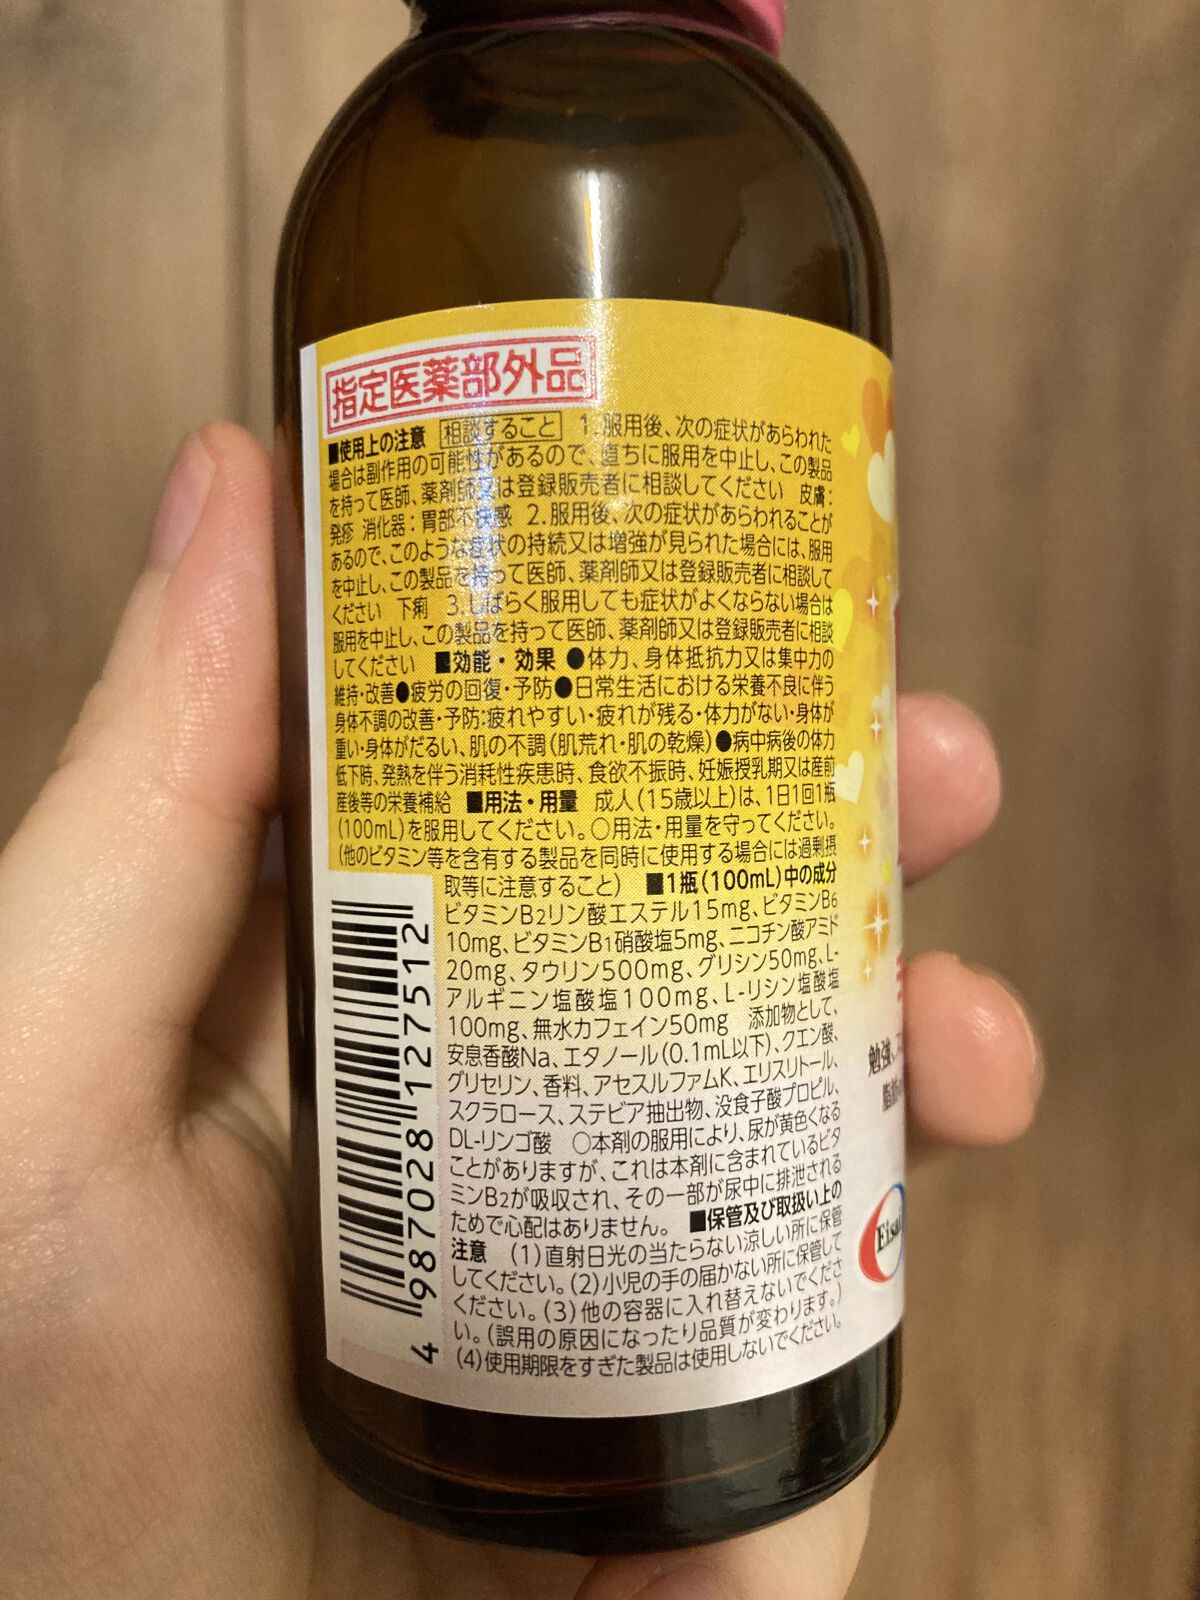 指定医薬部外品
■使用上の注意 相談すること 1.服用後、次の症状があらわれた
場合は副作用の可能性があるので、直ちに服用を中止し、この製品
を持って医師、薬剤師又は登録販売者に相談してください 皮膚:
発疹 消化器:胃部不快感 2.服用後、次の症状があらわれることが
あるので、このような症状の持続又は増強が見られた場合には、服用
を中止し、この製品を持って医師、薬剤師又は登録販売者に相談して
ください 下痢 3.しばらく服用しても症状がよくならない場合は
服用を中止し、この製品を持って医師、薬剤師又は登録販売者に相談
してください ■効能・効果 ●体力、身体抵抗力又は集中力の
維持・改善●疲労の回復・予防●日常生活における栄養不良に伴う
身体不調の改善・予防:疲れやすい・疲れが残る・体力がない・身体が
重い・身体がだるい、肌の不調(肌荒れ・肌の乾燥)●病中病後の体力
低下時、発熱を伴う消耗性疾患時、食欲不振時、妊娠授乳期又は産前
産後等の栄養補給 ■用法・用量 成人(15歳以上)は、1日1回1瓶
(100mL)を服用してください。○用法・用量を守ってください。
(他のビタミン等を含有する製品を同時に使用する場合には過剰摂
取等に注意すること) ■1瓶(100mL)中の成分
ビタミンB2リン酸エステル15mg、ビタミンB6
10mg、ビタミンB1硝酸塩5mg、ニコチン酸アミド
20mg、タウリン500mg、グリシン50mg、L-
アルギニン塩酸塩100mg、L-リシン塩酸塩
100mg、無水カフェイン50mg 添加物として、
安息香酸Na、エタノール(0.1mL以下)、クエン酸、
グリセリン、香料、アセスルファムK、エリスリトール、
スクラロース、ステビア抽出物、没食子酸プロピル、
DL-リンゴ酸 ○本剤の服用により、尿が黄色くなる
ことがありますが、これは本剤に含まれているビタ
ミンB2が吸収され、その一部が尿中に排泄される
ためで心配はありません。 ■保管及び取扱い上の
注意 (1)直射日光の当たらない涼しい所に保管
してください。(2)小児の手の届かない所に保管して
ください。(3)他の容器に入れ替えないでくださ
い。(誤用の原因になったり品質が変わります。)
(4)使用期限をすぎた製品は使用しないでください。
4 987028 127512
勉強、
Eisai